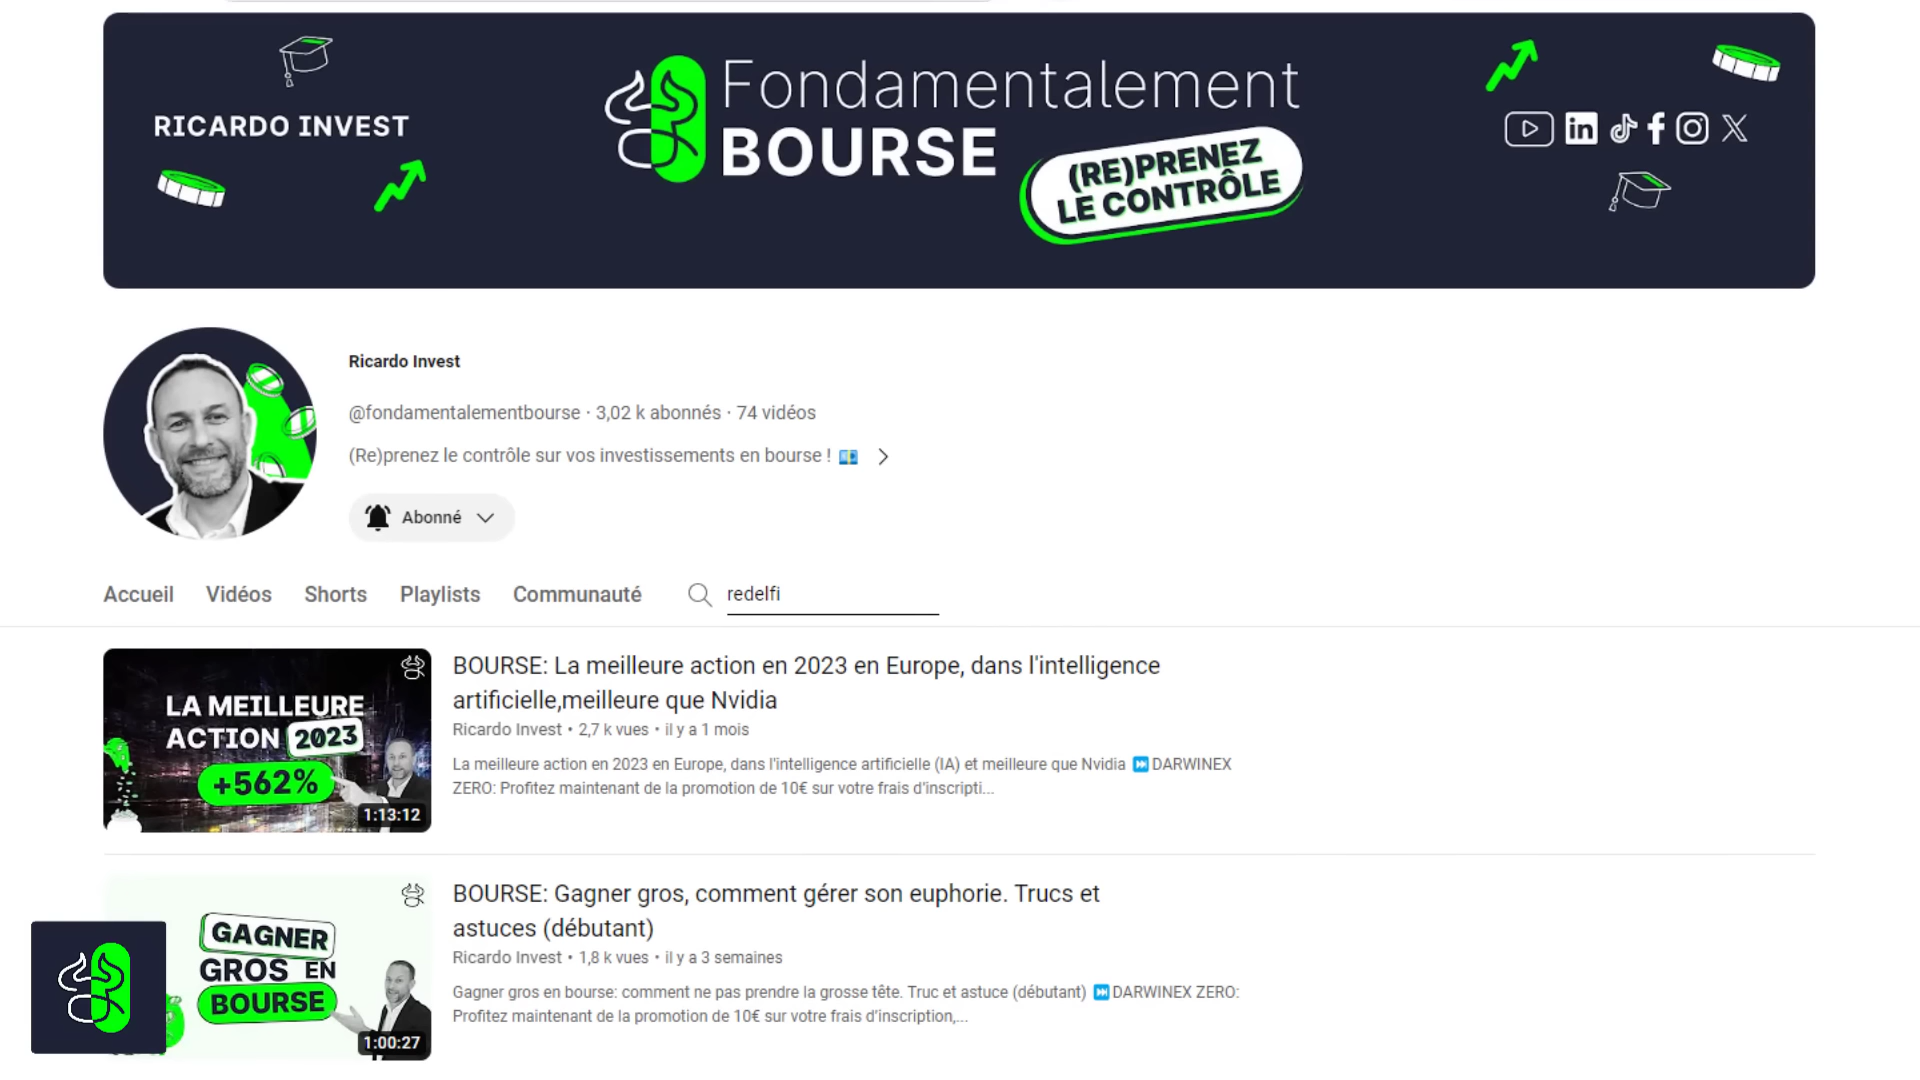 RICARDO INVEST
Fondamentalement
BOURSE
(RE)PRENEZ
LE CONTRÔLE
Ricardo Invest
@fondamentalementbourse · 3,02 k abonnés · 74 vidéos
(Re)prenez le contrôle sur vos investissements en bourse !
Abonné
Accueil Vidéos Shorts Playlists Communauté redelfi
LA MEILLEURE
ACTION 2023
+562%
1:13:12
BOURSE: La meilleure action en 2023 en Europe, dans l'intelligence
artificielle,meilleure que Nvidia
Ricardo Invest • 2,7 k vues • il y a 1 mois
La meilleure action en 2023 en Europe, dans l'intelligence artificielle (IA) et meilleure que Nvidia ⏭️DARWINEX
ZERO: Profitez maintenant de la promotion de 10€ sur votre frais d'inscripti...
GAGNER
GROS EN
BOURSE
1:00:27
BOURSE: Gagner gros, comment gérer son euphorie. Trucs et
astuces (débutant)
Ricardo Invest • 1,8 k vues • il y a 3 semaines
Gagner gros en bourse: comment ne pas prendre la grosse tête. Truc et astuce (débutant) ⏭️DARWINEX ZERO:
Profitez maintenant de la promotion de 10€ sur votre frais d'inscription,...